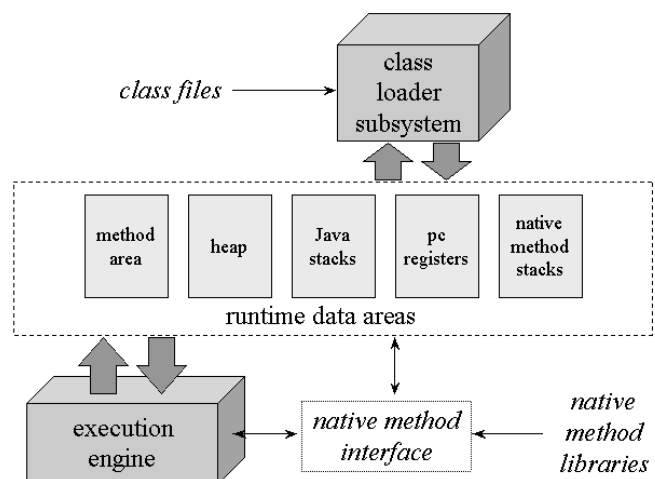 class
loader
subsystem
class files
method
area
heap
Java
stacks
pc
registers
native
method
stacks
runtime data areas
execution
engine
native method
interface
native
method
libraries